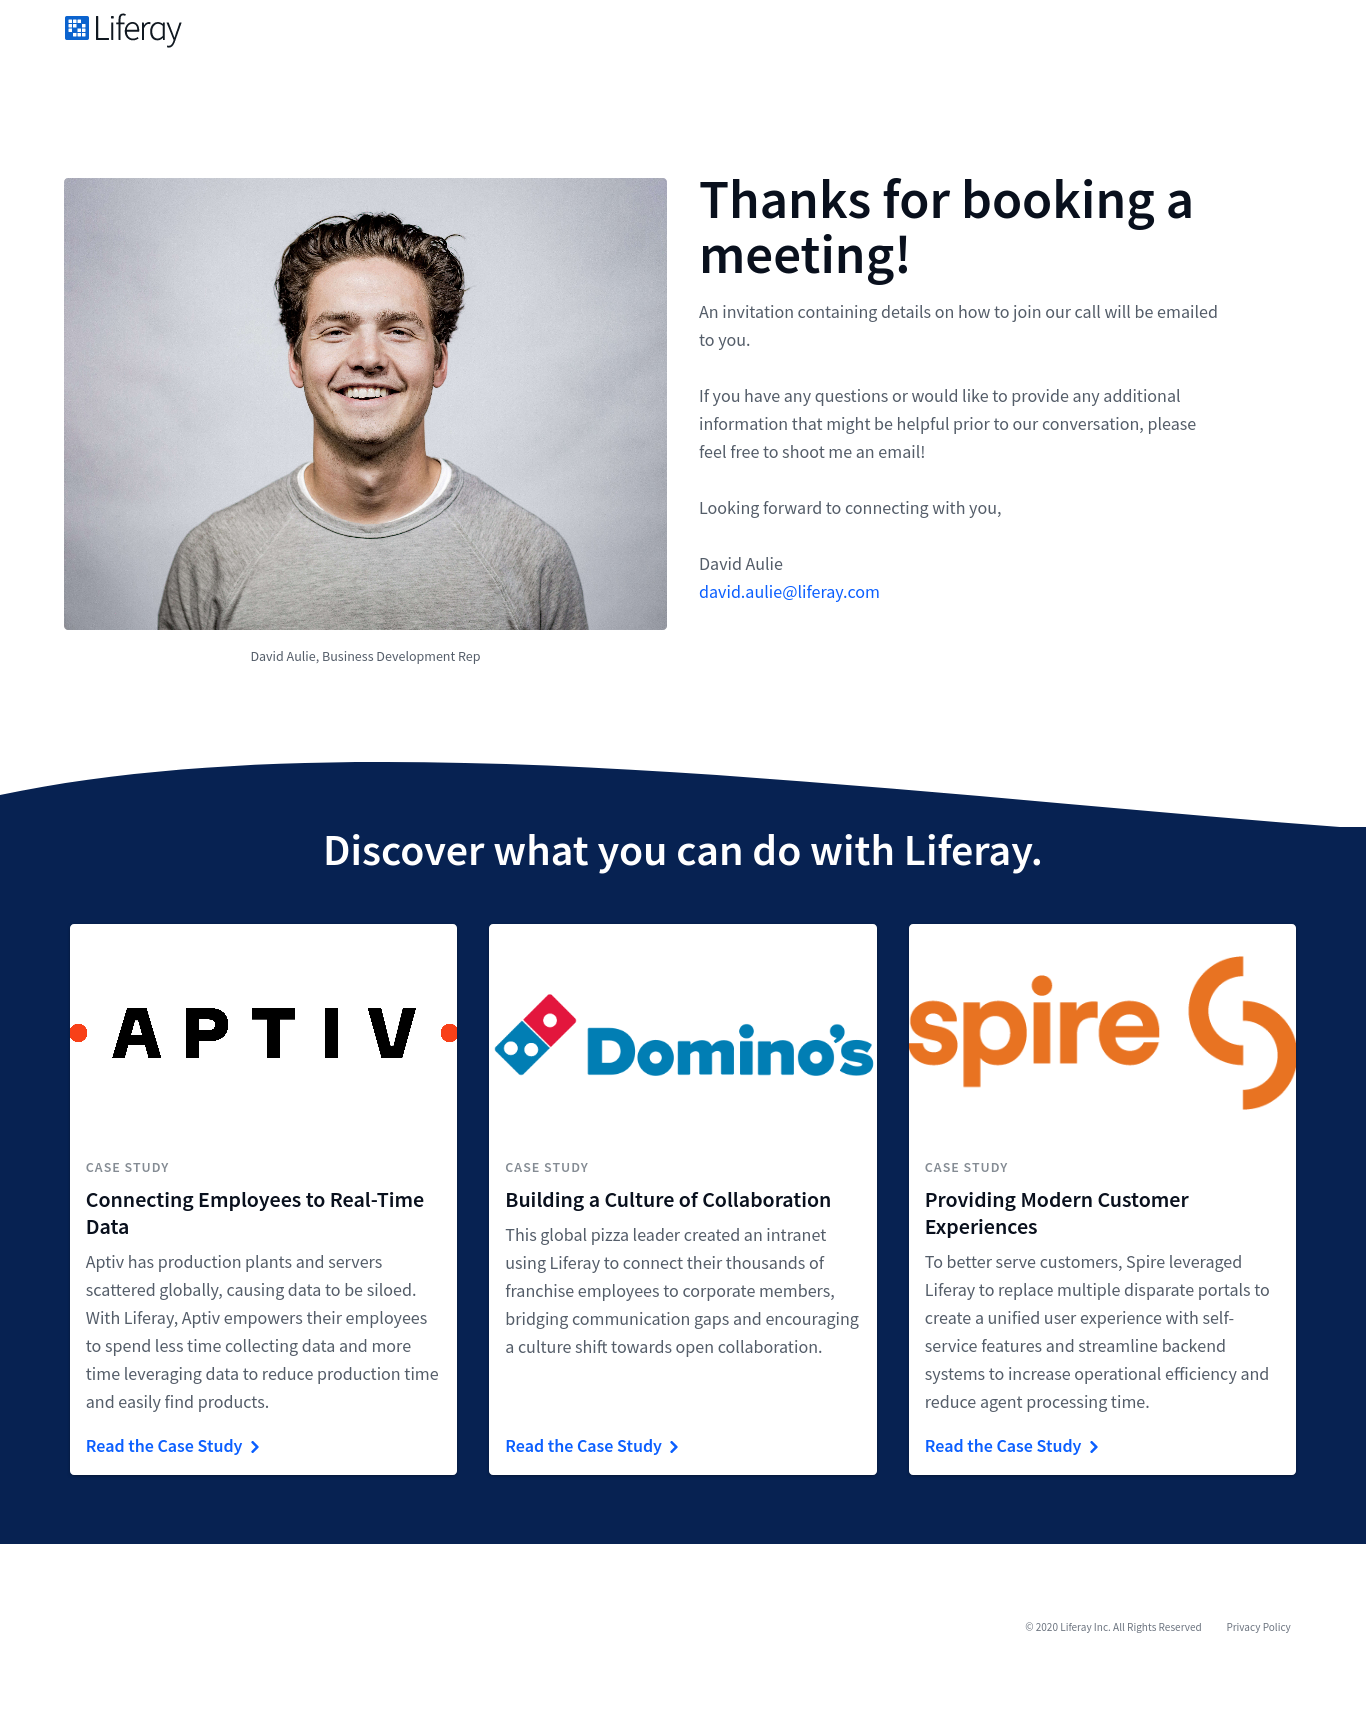 Liferay
Thanks for booking a
meeting!
An invitation containing details on how to join our call will be emailed
to you.
If you have any questions or would like to provide any additional
information that might be helpful prior to our conversation, please
feel free to shoot me an email!
Looking forward to connecting with you,
David Aulie
david.aulie@liferay.com
David Aulie, Business Development Rep
Discover what you can do with Liferay.
APTIV
CASE STUDY
Connecting Employees to Real-Time
Data
Aptiv has production plants and servers
scattered globally, causing data to be siloed.
With Liferay, Aptiv empowers their employees
to spend less time collecting data and more
time leveraging data to reduce production time
and easily find products.
Read the Case Study
Domino's
CASE STUDY
Building a Culture of Collaboration
This global pizza leader created an intranet
using Liferay to connect their thousands of
franchise employees to corporate members,
bridging communication gaps and encouraging
a culture shift towards open collaboration.
Read the Case Study
spire
CASE STUDY
Providing Modern Customer
Experiences
To better serve customers, Spire leveraged
Liferay to replace multiple disparate portals to
create a unified user experience with self-
service features and streamline backend
systems to increase operational efficiency and
reduce agent processing time.
Read the Case Study
© 2020 Liferay Inc. All Rights Reserved
Privacy Policy